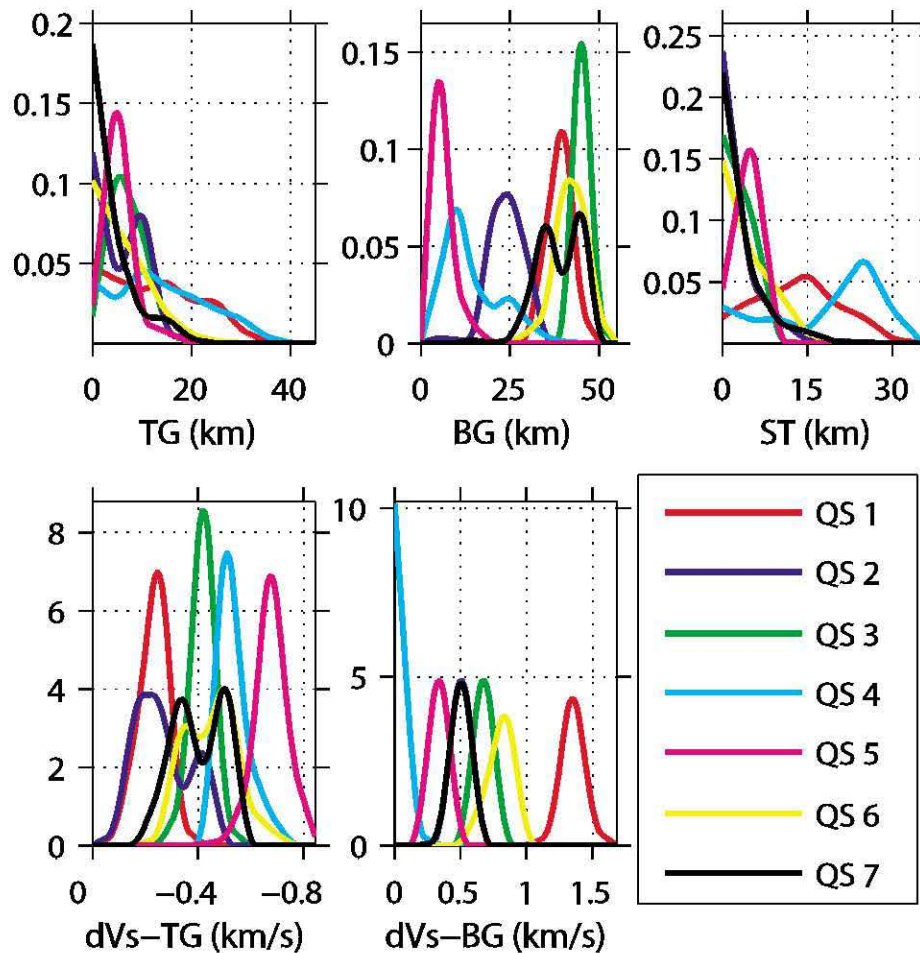 0.2
0.15
0.1
0.05
0 20 40
TG (km)
0.15
0.1
0.05
0
0 25 50
BG (km)
0.25
0.2
0.15
0.1
0.05
0 15 30
ST (km)
8
6
4
2
0
0 −0.4 −0.8
dVs−TG (km/s)
10
5
0
0 0.5 1 1.5
dVs−BG (km/s)
QS 1
QS 2
QS 3
QS 4
QS 5
QS 6
QS 7